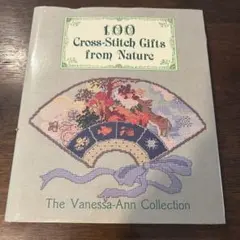 100
Cross-Stitch Gifts
from Nature
The Vanessa-Ann Collection